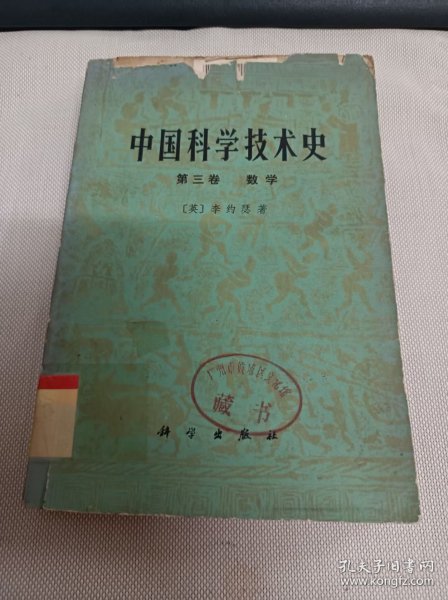 中国科学技术史
第三卷 数学
〔英〕李约瑟著
藏书
科学出版社
孔夫子旧书网
book.kongfz.com